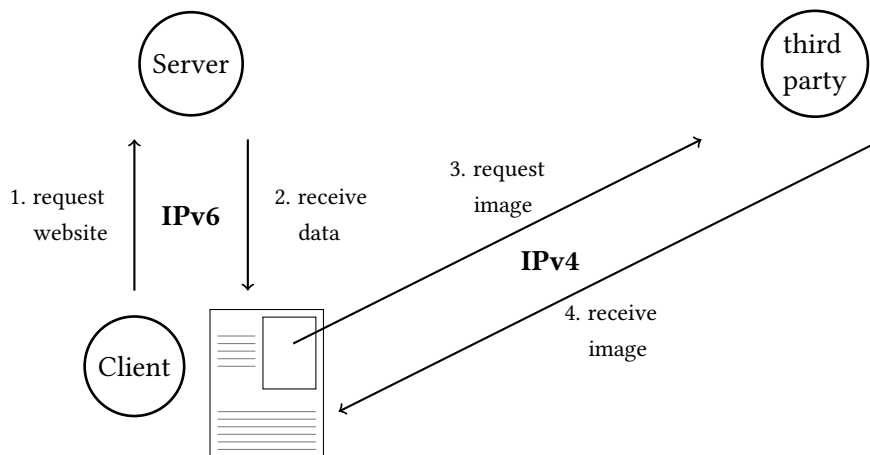 Server
third
party
1. request
website
IPv6
2. receive
data
3. request
image
IPv4
4. receive
image
Client